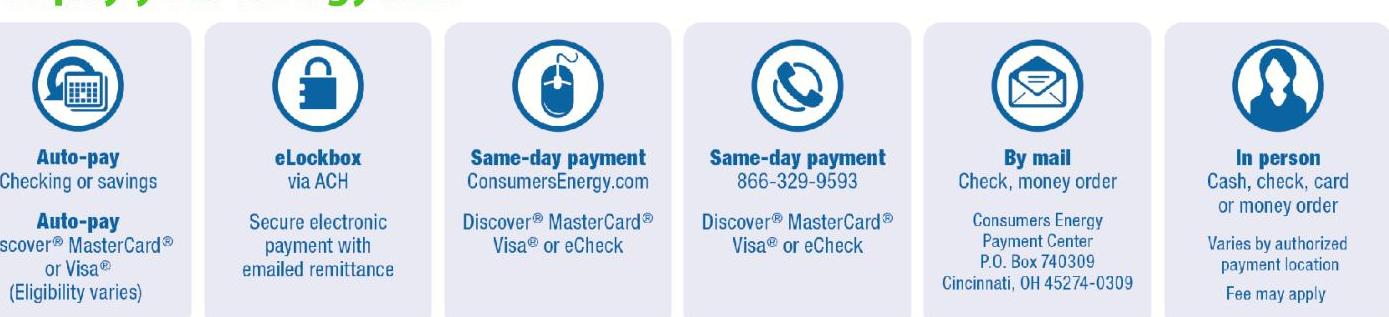 Auto-pay
Checking or savings
Auto-pay
scover® MasterCard®
or Visa®
(Eligibility varies)
eLockbox
via ACH
Secure electronic
payment with
emailed remittance
Same-day payment
ConsumersEnergy.com
Discover® MasterCard®
Visa® or eCheck
Same-day payment
866-329-9593
Discover® MasterCard®
Visa® or eCheck
By mail
Check, money order
Consumers Energy
Payment Center
P.O. Box 740309
Cincinnati, OH 45274-0309
In person
Cash, check, card
or money order
Varies by authorized
payment location
Fee may apply